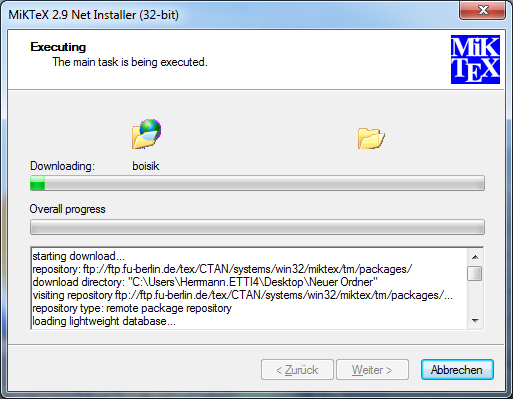 MiKTeX 2.9 Net Installer (32-bit)
Executing
The main task is being executed.
MiK
TEX
Downloading: boisik
Overall progress
starting download...
repository: ftp://ftp.fu-berlin.de/tex/CTAN/systems/win32/miktex/tm/packages/
download directory: "C:\Users\Hermann.ETTI4\Desktop\Neuer Ordner"
visiting repository ftp://ftp.fu-berlin.de/tex/CTAN/systems/win32/miktex/tm/packages/...
repository type: remote package repository
loading lightweight database...
< Zurück Weiter > Abbrechen